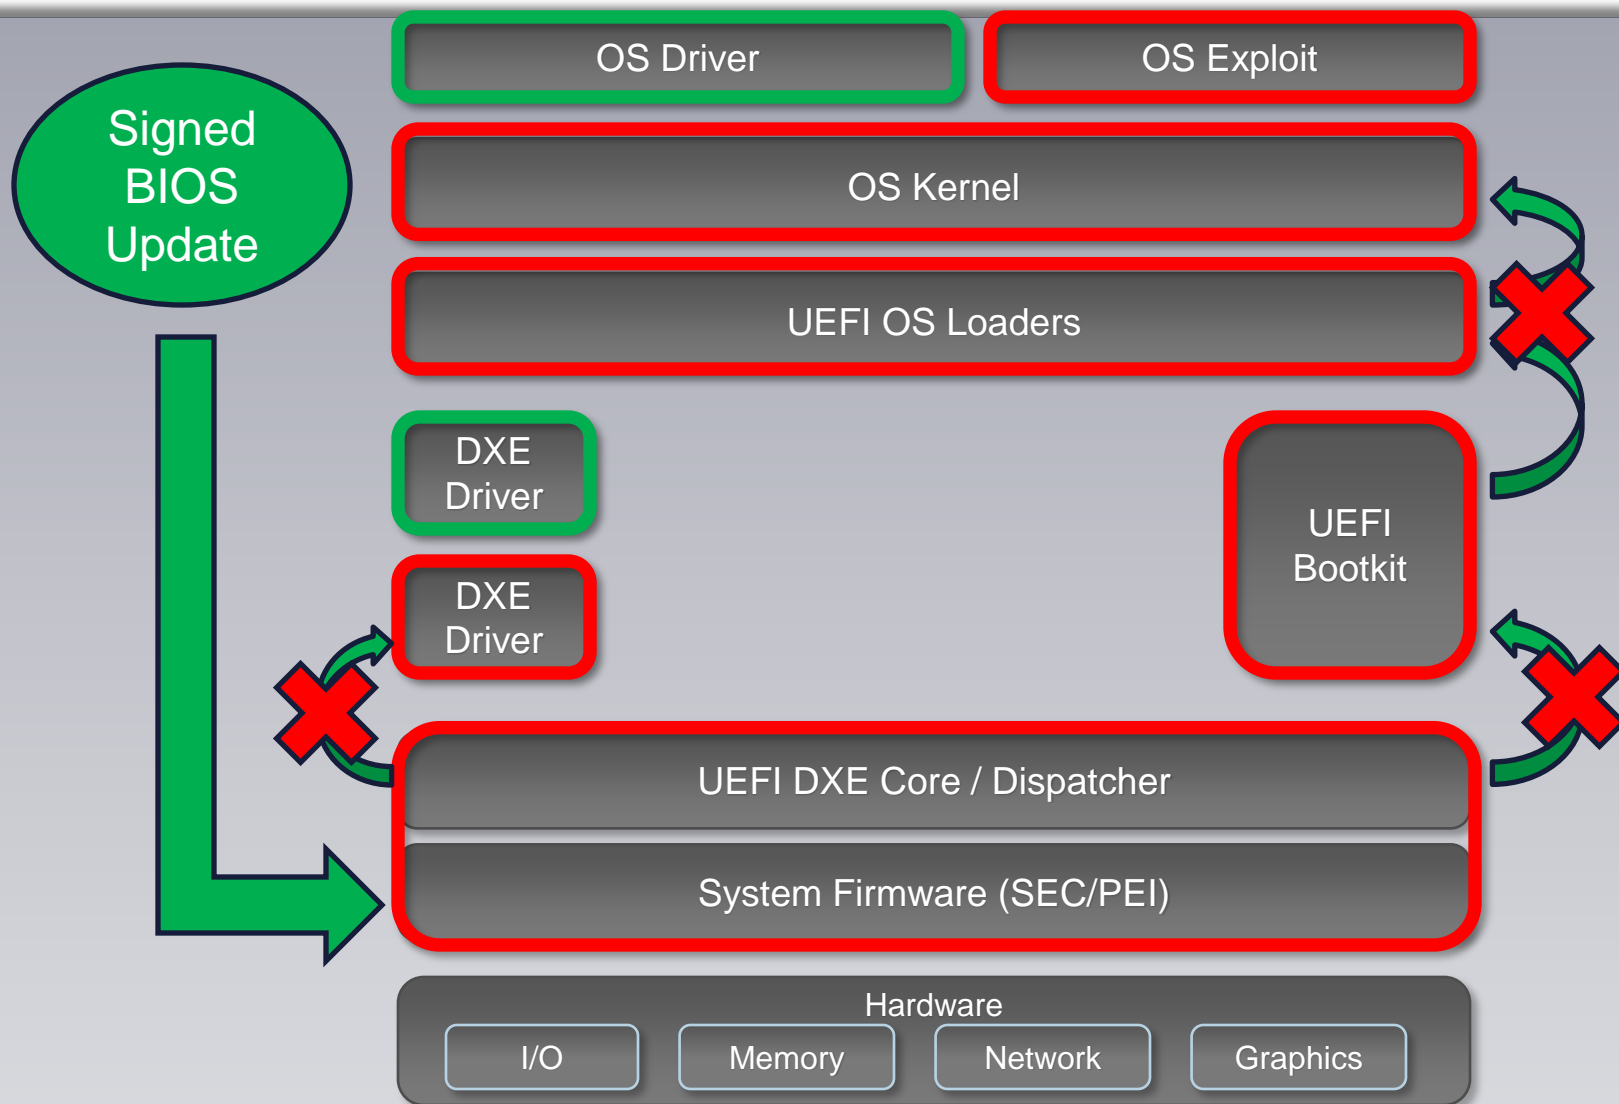 Signed
BIOS
Update
OS Driver
OS Exploit
OS Kernel
UEFI OS Loaders
DXE
Driver
DXE
Driver
UEFI
Bootkit
UEFI DXE Core / Dispatcher
System Firmware (SEC/PEI)
Hardware
I/O
Memory
Network
Graphics